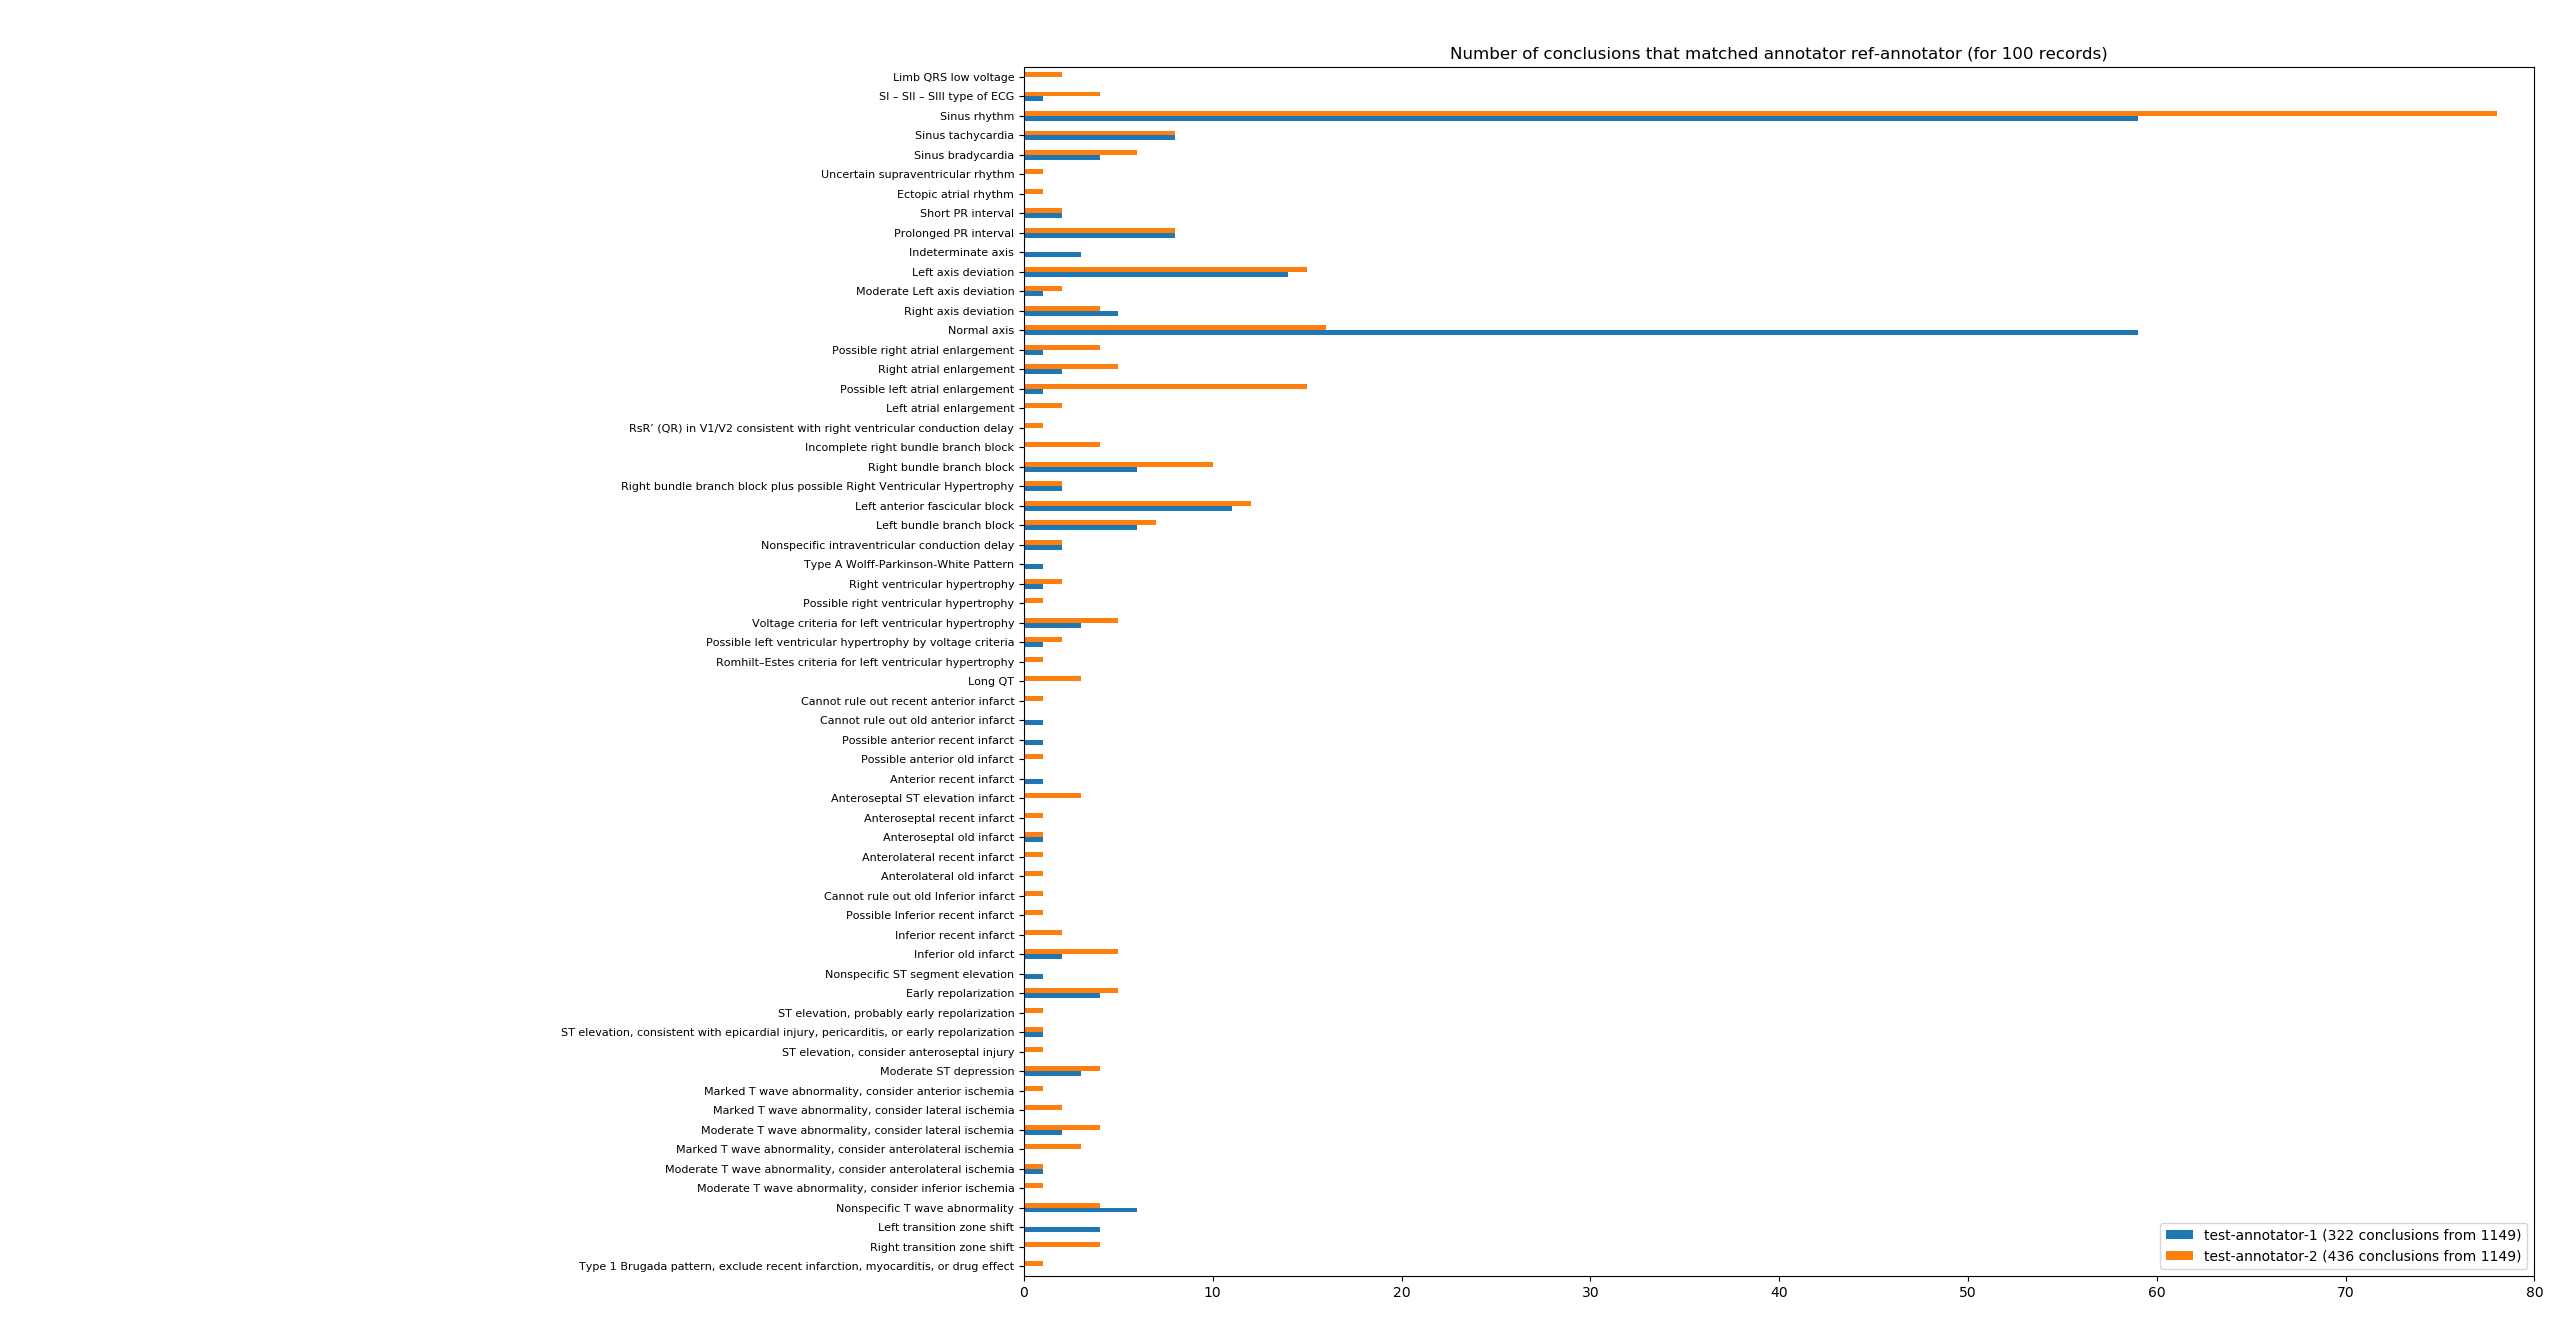 Number of conclusions that matched annotator ref-annotator (for 100 records)
Limb QRS low voltage
SI – SII – SIII type of ECG
Sinus rhythm
Sinus tachycardia
Sinus bradycardia
Uncertain supraventricular rhythm
Ectopic atrial rhythm
Short PR interval
Prolonged PR interval
Indeterminate axis
Left axis deviation
Moderate Left axis deviation
Right axis deviation
Normal axis
Possible right atrial enlargement
Right atrial enlargement
Possible left atrial enlargement
Left atrial enlargement
RsR’ (QR) in V1/V2 consistent with right ventricular conduction delay
Incomplete right bundle branch block
Right bundle branch block
Right bundle branch block plus possible Right Ventricular Hypertrophy
Left anterior fascicular block
Left bundle branch block
Nonspecific intraventricular conduction delay
Type A Wolff-Parkinson-White Pattern
Right ventricular hypertrophy
Possible right ventricular hypertrophy
Voltage criteria for left ventricular hypertrophy
Possible left ventricular hypertrophy by voltage criteria
Romhilt–Estes criteria for left ventricular hypertrophy
Long QT
Cannot rule out recent anterior infarct
Cannot rule out old anterior infarct
Possible anterior recent infarct
Possible anterior old infarct
Anterior recent infarct
Anteroseptal ST elevation infarct
Anteroseptal recent infarct
Anteroseptal old infarct
Anterolateral recent infarct
Anterolateral old infarct
Cannot rule out old Inferior infarct
Possible Inferior recent infarct
Inferior recent infarct
Inferior old infarct
Nonspecific ST segment elevation
Early repolarization
ST elevation, probably early repolarization
ST elevation, consistent with epicardial injury, pericarditis, or early repolarization
ST elevation, consider anteroseptal injury
Moderate ST depression
Marked T wave abnormality, consider anterior ischemia
Marked T wave abnormality, consider lateral ischemia
Moderate T wave abnormality, consider lateral ischemia
Marked T wave abnormality, consider anterolateral ischemia
Moderate T wave abnormality, consider anterolateral ischemia
Moderate T wave abnormality, consider inferior ischemia
Nonspecific T wave abnormality
Left transition zone shift
Right transition zone shift
Type 1 Brugada pattern, exclude recent infarction, myocarditis, or drug effect
test-annotator-1 (322 conclusions from 1149)
test-annotator-2 (436 conclusions from 1149)
0 10 20 30 40 50 60 70 80